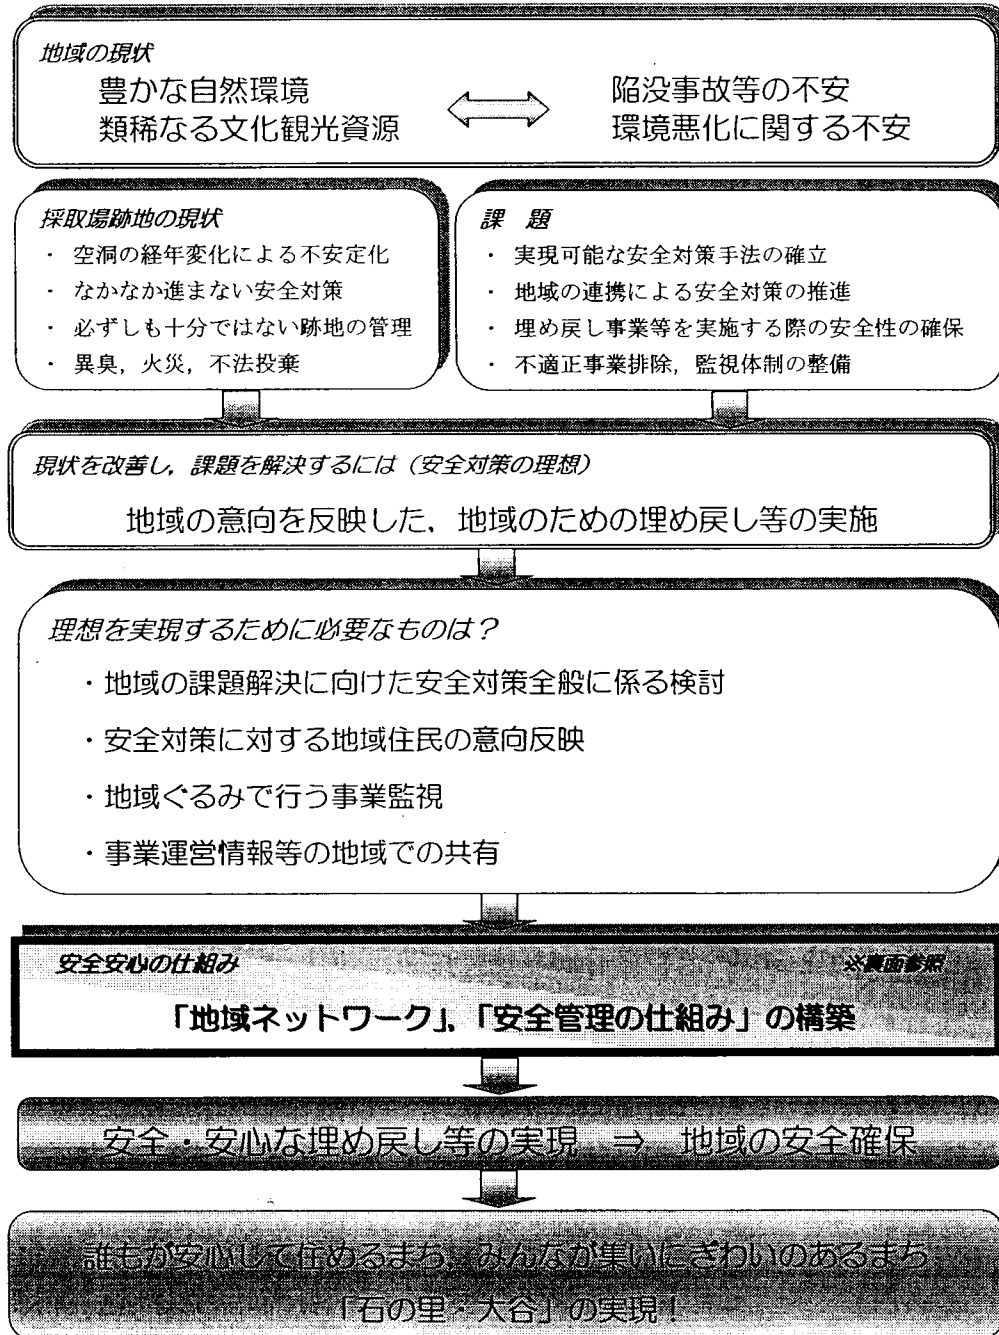 地域の現状
豊かな自然環境
類稀なる文化観光資源
陥没事故等の不安
環境悪化に関する不安
採取場跡地の現状
・ 空洞の経年変化による不安定化
・ なかなか進まない安全対策
・ 必ずしも十分ではない跡地の管理
・ 異臭，火災，不法投棄
課　題
・ 実現可能な安全対策手法の確立
・ 地域の連携による安全対策の推進
・ 埋め戻し事業等を実施する際の安全性の確保
・ 不適正事業排除，監視体制の整備
現状を改善し，課題を解決するには（安全対策の理想）
地域の意向を反映した，地域のための埋め戻し等の実施
理想を実現するために必要なものは？
・地域の課題解決に向けた安全対策全般に係る検討
・安全対策に対する地域住民の意向反映
・地域ぐるみで行う事業監視
・事業運営情報等の地域での共有
安全安心の仕組み　※裏面参照
「地域ネットワーク」，「安全管理の仕組み」の構築
安全・安心な埋め戻し等の実現　⇒　地域の安全確保
誰もが安心して住めるまち，みんなが集いにぎわいのあるまち
「石の里・大谷」の実現！